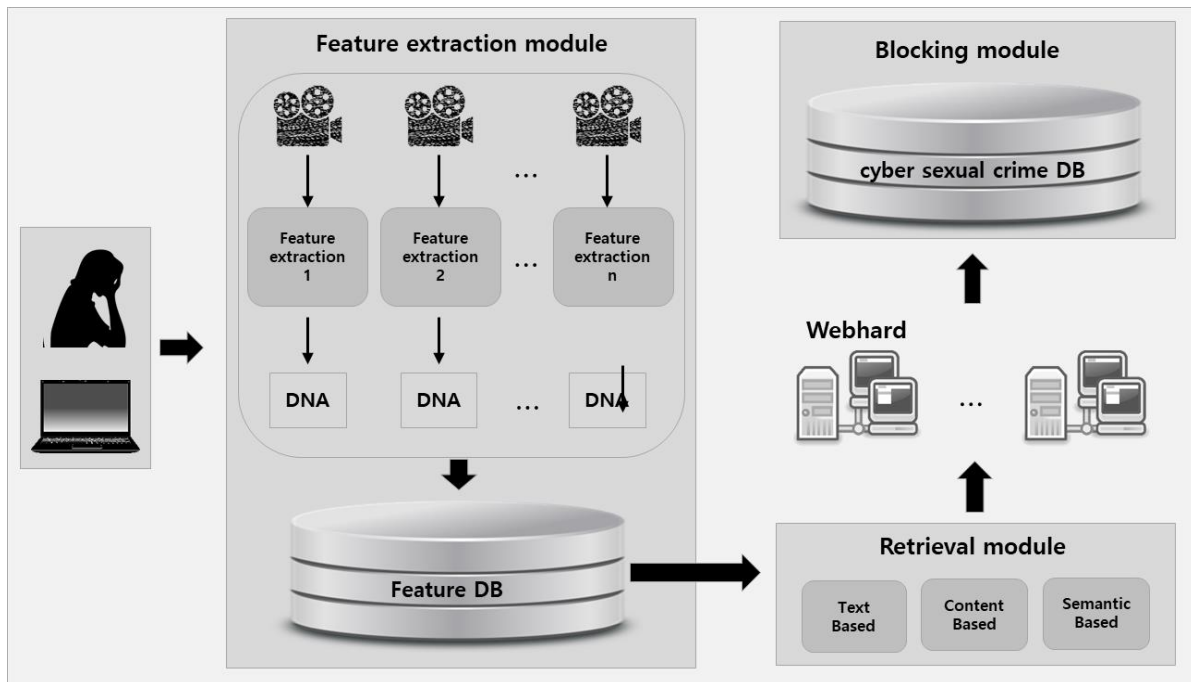 Feature extraction module
...
Feature
extraction
1
Feature
extraction
2
...
Feature
extraction
n
DNA
DNA
...
DNA
Feature DB
Blocking module
cyber sexual crime DB
Webhard
...
Retrieval module
Text
Based
Content
Based
Semantic
Based